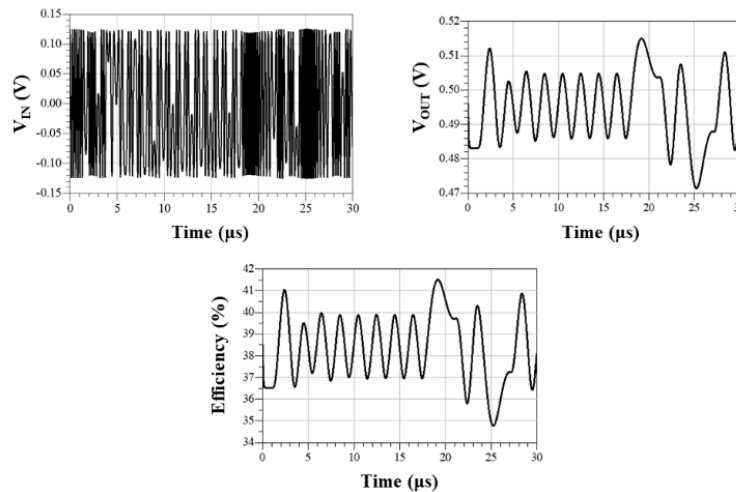 0.15
0.10
0.05
0.00
-0.05
-0.10
-0.15
V_IN (V)
0 5 10 15 20 25 30
Time (µs)
0.52
0.51
0.50
0.49
0.48
0.47
V_OUT (V)
0 5 10 15 20 25 30
Time (µs)
42
41
40
39
38
37
36
35
34
Efficiency (%)
0 5 10 15 20 25 30
Time (µs)